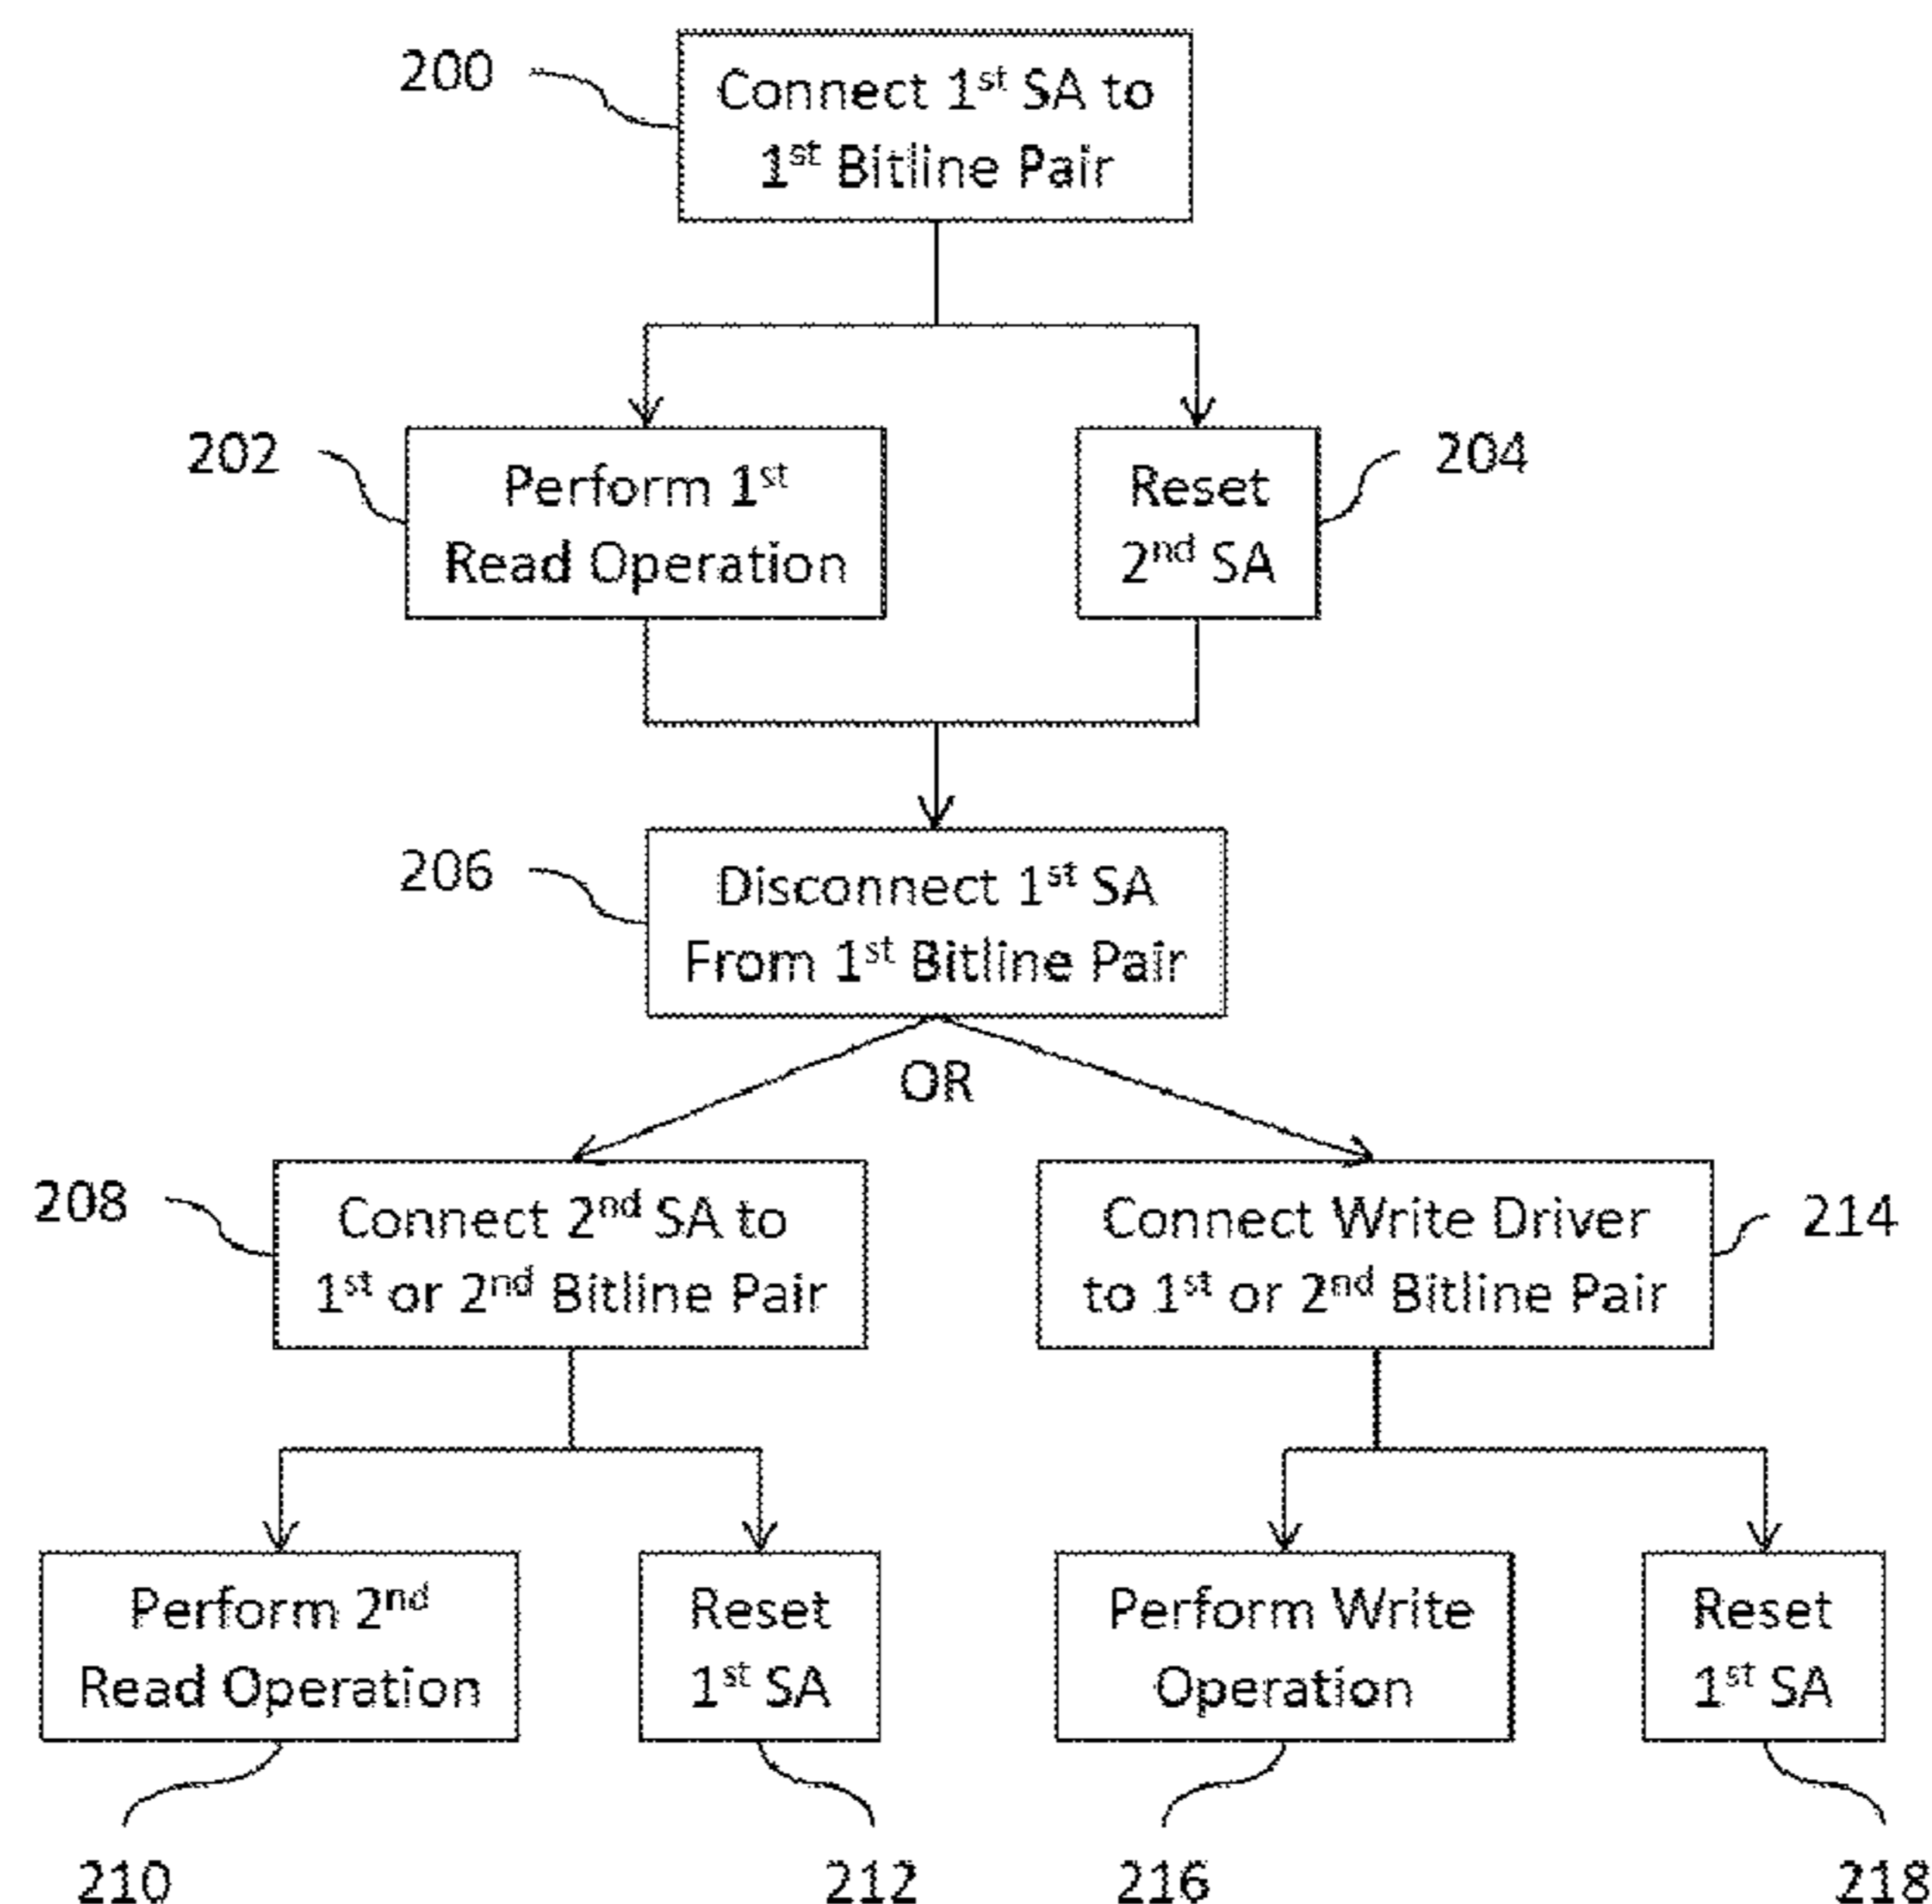 200
Connect 1st SA to
1st Bitline Pair
202
Perform 1st
Read Operation
Reset
2nd SA
204
206
Disconnect 1st SA
From 1st Bitline Pair
OR
208
Connect 2nd SA to
1st or 2nd Bitline Pair
Connect Write Driver
to 1st or 2nd Bitline Pair
214
Perform 2nd
Read Operation
Reset
1st SA
Perform Write
Operation
Reset
1st SA
210
212
216
218